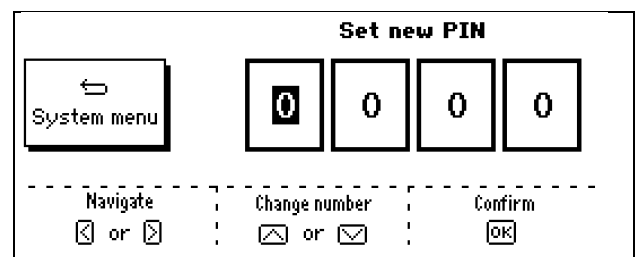 Set new PIN
System menu
0 0 0 0
Navigate Change number Confirm
< or > ∧ or ∨ OK